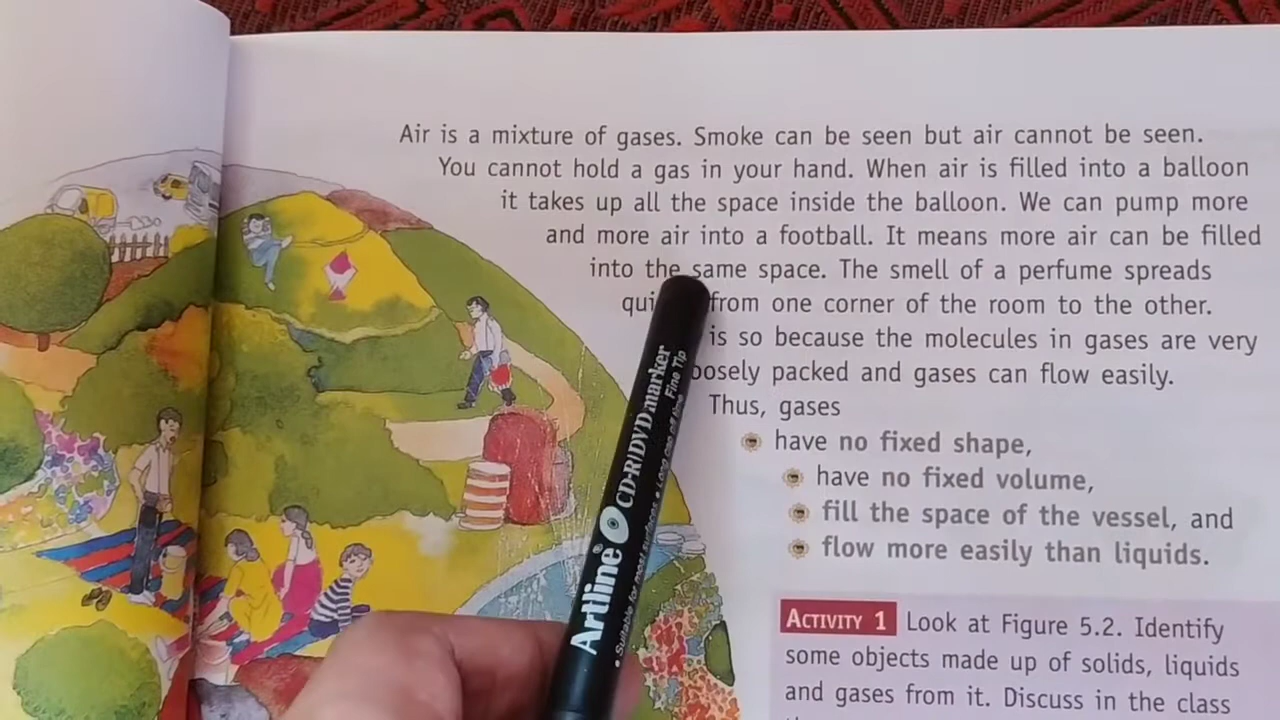 Air is a mixture of gases. Smoke can be seen but air cannot be seen.
You cannot hold a gas in your hand. When air is filled into a balloon
it takes up all the space inside the balloon. We can pump more
and more air into a football. It means more air can be filled
into the same space. The smell of a perfume spreads
from one corner of the room to the other.
is so because the molecules in gases are very
packed and gases can flow easily.
Thus, gases
have no fixed shape,
have no fixed volume,
fill the space of the vessel, and
flow more easily than liquids.
ACTIVITY 1 Look at Figure 5.2. Identify
some objects made up of solids, liquids
and gases from it. Discuss in the class
Artline CD-R/DVD marker
Fine Tip